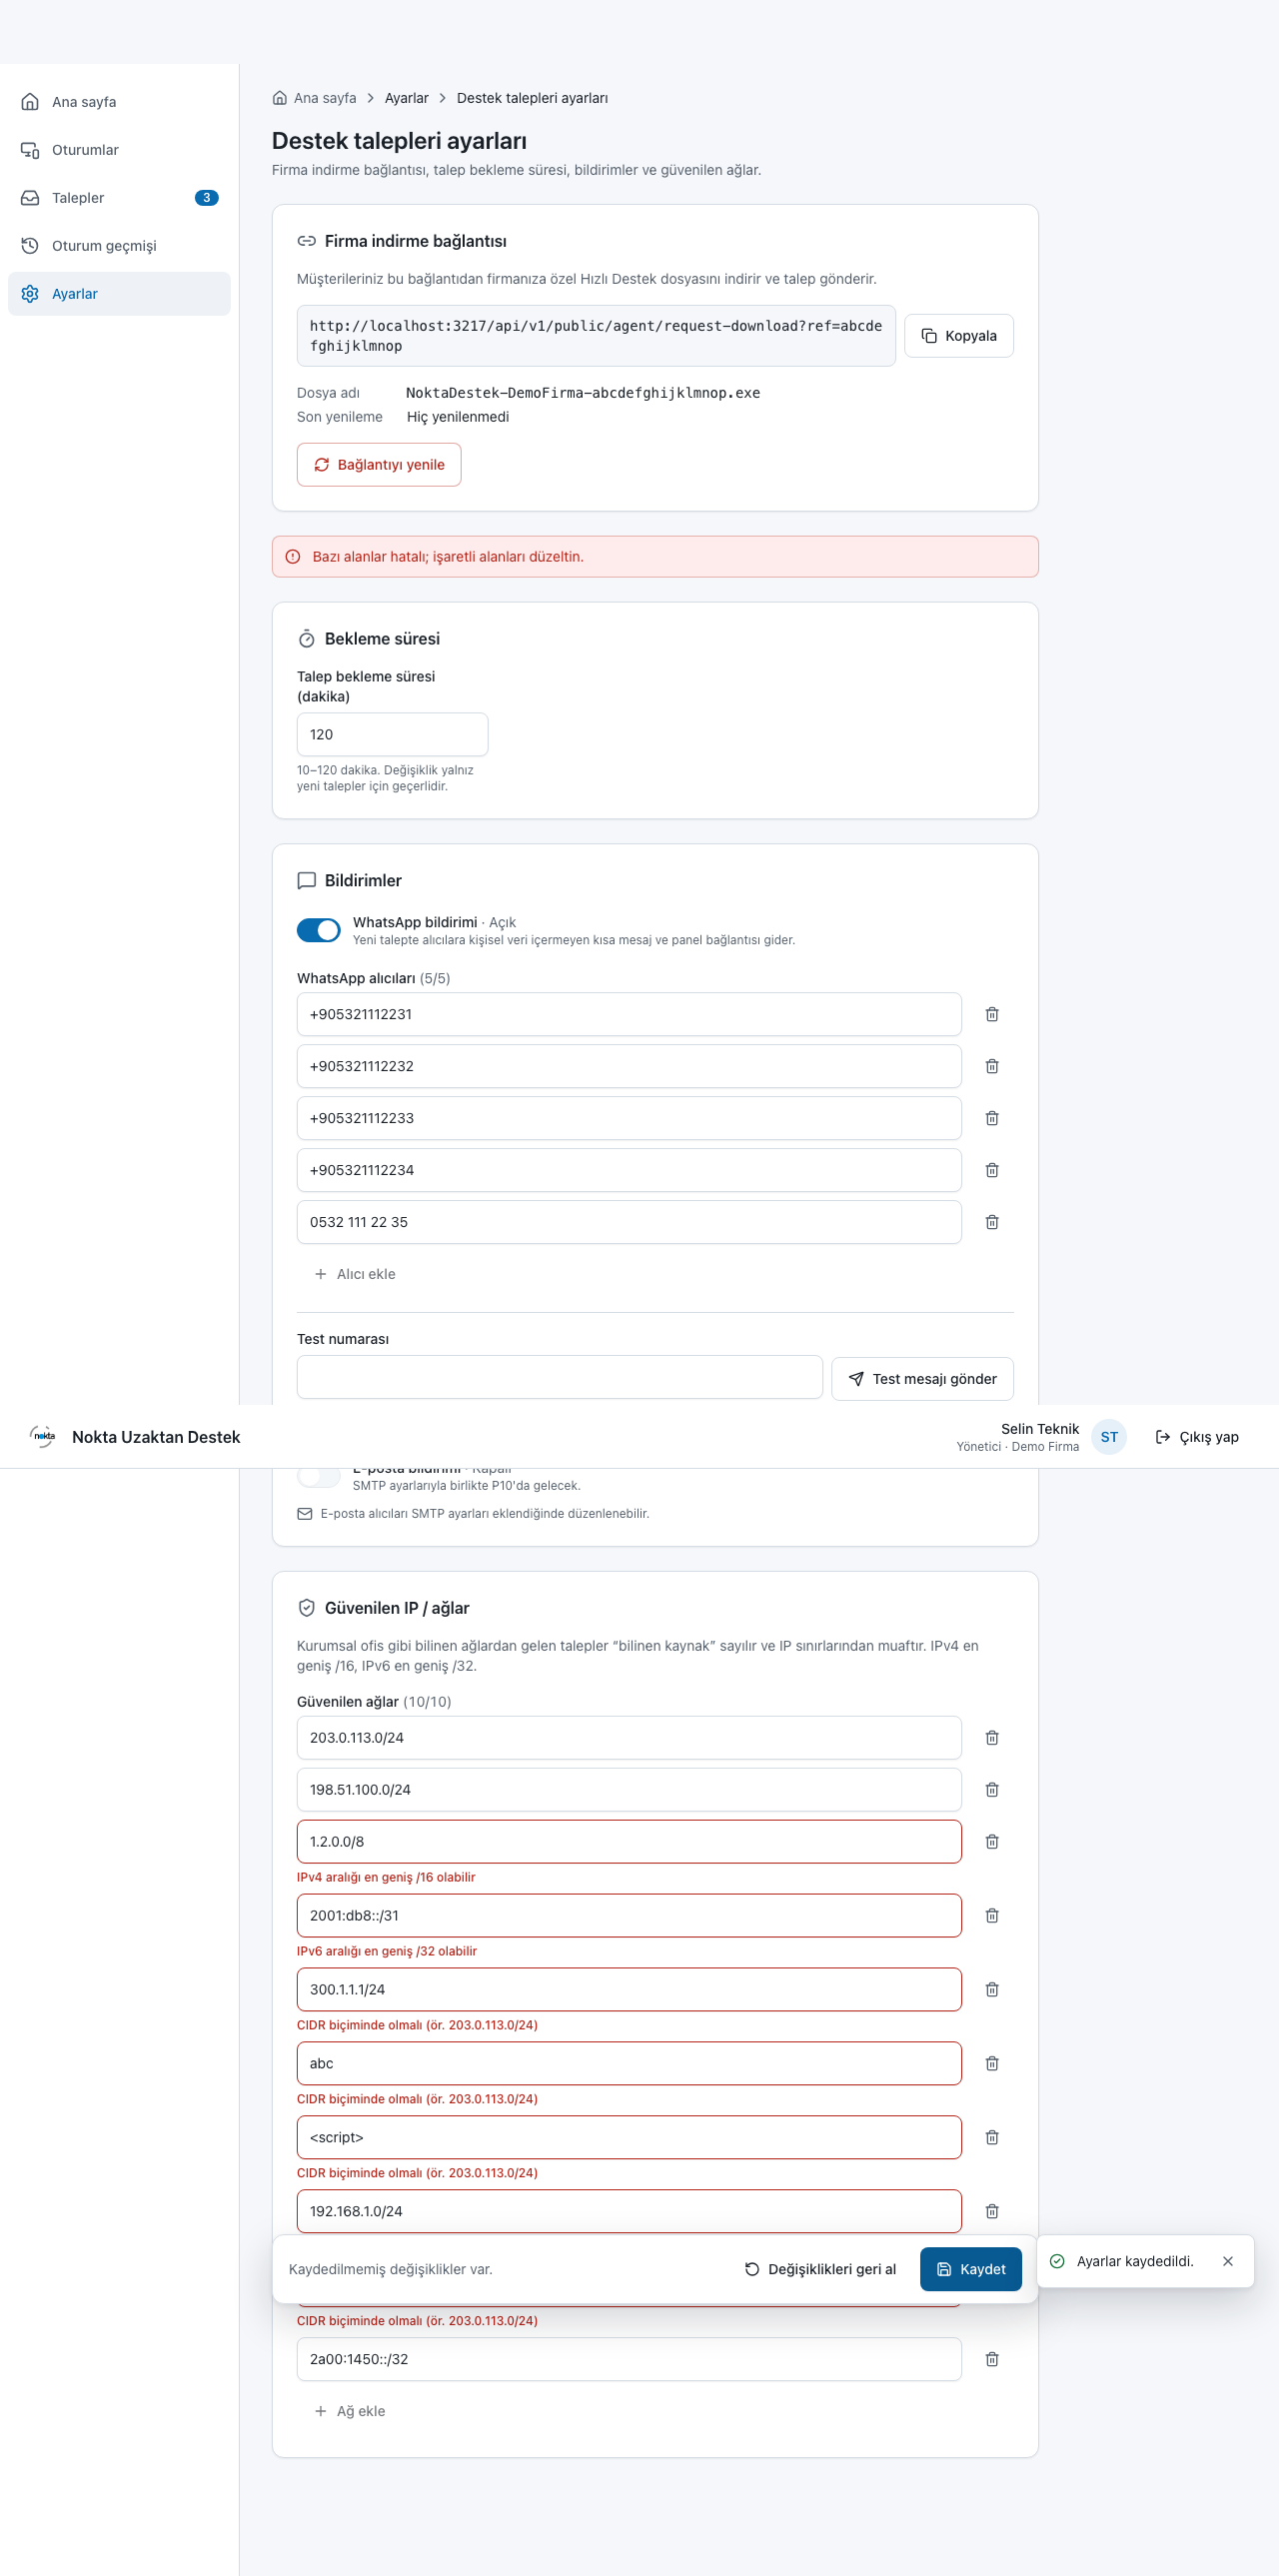 Ana sayfa
Oturumlar
Talepler 3
Oturum geçmişi
Ayarlar
Ana sayfa > Ayarlar > Destek talepleri ayarları
Destek talepleri ayarları
Firma indirme bağlantısı, talep bekleme süresi, bildirimler ve güvenilen ağlar.
Firma indirme bağlantısı
Müşterileriniz bu bağlantıdan firmanıza özel Hızlı Destek dosyasını indirir ve talep gönderir.
http://localhost:3217/api/v1/public/agent/request-download?ref=abcde
fghijklmnop
Kopyala
Dosya adı NoktaDestek-DemoFirma-abcdefghijklmnop.exe
Son yenileme Hiç yenilenmedi
Bağlantıyı yenile
Bazı alanlar hatalı; işaretli alanları düzeltin.
Bekleme süresi
Talep bekleme süresi
(dakika)
120
10–120 dakika. Değişiklik yalnız
yeni talepler için geçerlidir.
Bildirimler
WhatsApp bildirimi · Açık
Yeni talepte alıcılara kişisel veri içermeyen kısa mesaj ve panel bağlantısı gider.
WhatsApp alıcıları (5/5)
+905321112231
+905321112232
+905321112233
+905321112234
0532 111 22 35
Alıcı ekle
Test numarası
Test mesajı gönder
nokta
Nokta Uzaktan Destek
Selin Teknik
Yönetici · Demo Firma
ST
Çıkış yap
E-posta bildirimi · Kapalı
SMTP ayarlarıyla birlikte P10'da gelecek.
E-posta alıcıları SMTP ayarları eklendiğinde düzenlenebilir.
Güvenilen IP / ağlar
Kurumsal ofis gibi bilinen ağlardan gelen talepler “bilinen kaynak” sayılır ve IP sınırlarından muaftır. IPv4 en
geniş /16, IPv6 en geniş /32.
Güvenilen ağlar (10/10)
203.0.113.0/24
198.51.100.0/24
1.2.0.0/8
IPv4 aralığı en geniş /16 olabilir
2001:db8::/31
IPv6 aralığı en geniş /32 olabilir
300.1.1.1/24
CIDR biçiminde olmalı (ör. 203.0.113.0/24)
abc
CIDR biçiminde olmalı (ör. 203.0.113.0/24)
<script>
CIDR biçiminde olmalı (ör. 203.0.113.0/24)
192.168.1.0/24
Kaydedilmemiş değişiklikler var.
Değişiklikleri geri al
Kaydet
Ayarlar kaydedildi.
CIDR biçiminde olmalı (ör. 203.0.113.0/24)
2a00:1450::/32
Ağ ekle